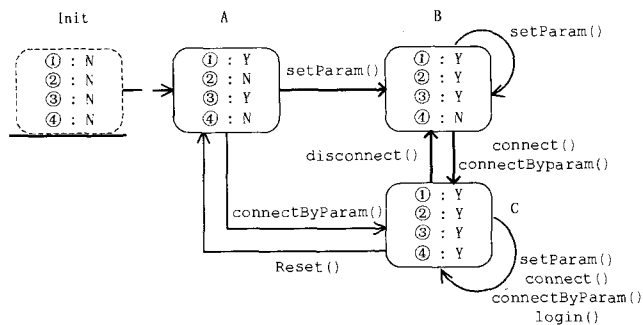 Init
A
B
① : N
② : N
③ : N
④ : N
① : Y
② : N
③ : Y
④ : N
setParam()
① : Y
② : Y
③ : Y
④ : N
setParam()
disconnect()
connect()
connectByparam()
connectByParam()
① : Y
② : Y
③ : Y
④ : Y
C
Reset()
setParam()
connect()
connectByParam()
login()